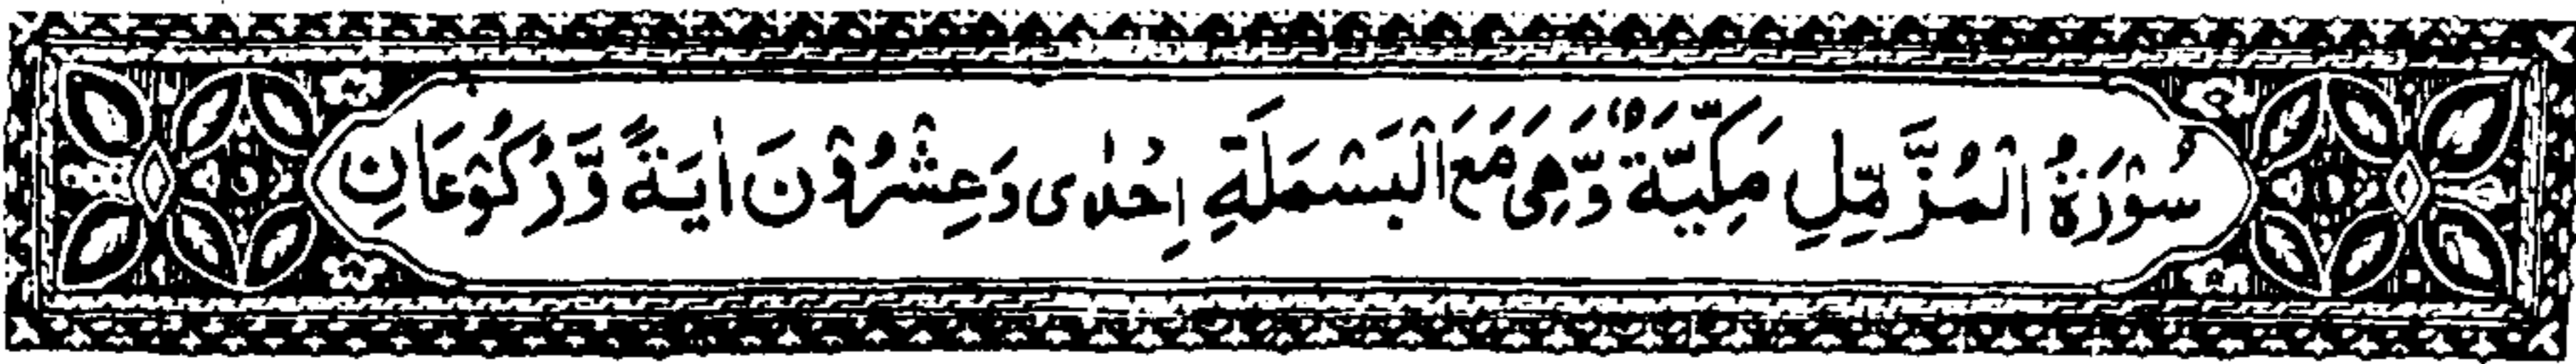 سُوْرَةُ الْمُزَّمِّلِ مَكِّيَّةٌ وَّهِىَ مَعَ الْبَسْمَلَةِ اِحْدٰى وَعِشْرُوْنَ اٰيَةً وَّرُكُوْعَانِ